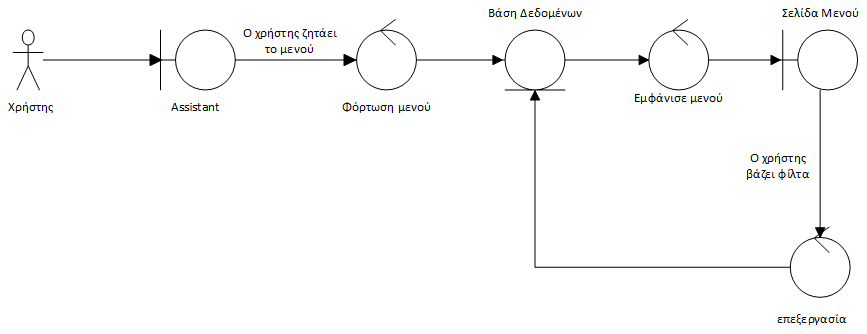 Βάση Δεδομένων
Σελίδα Μενού
Ο χρήστης ζητάει
το μενού
Χρήστης
Assistant
Φόρτωση μενού
Εμφάνισε μενού
Ο χρήστης
βάζει φίλτα
επεξεργασία